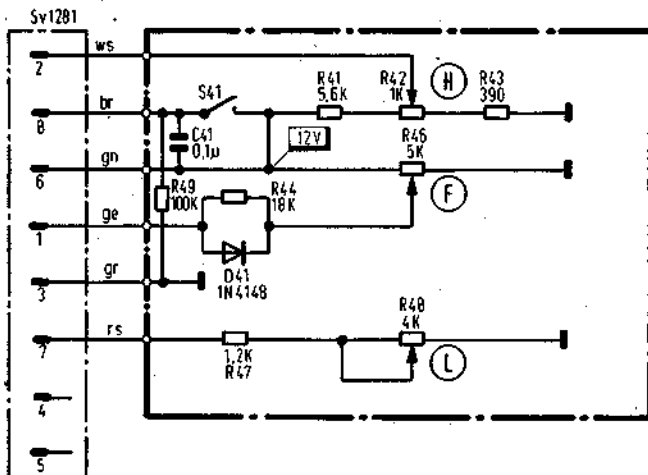 Sv1281
2 ws
8 br
6 gn
1 ge
3 gr
7 rs
4
5
S41
C41
0,1µ
R49
100K
R41
5,6K
R42
1K
H
R43
390
12V
R46
5K
F
R44
18K
D41
1N4148
R48
4K
L
1,2K
R47